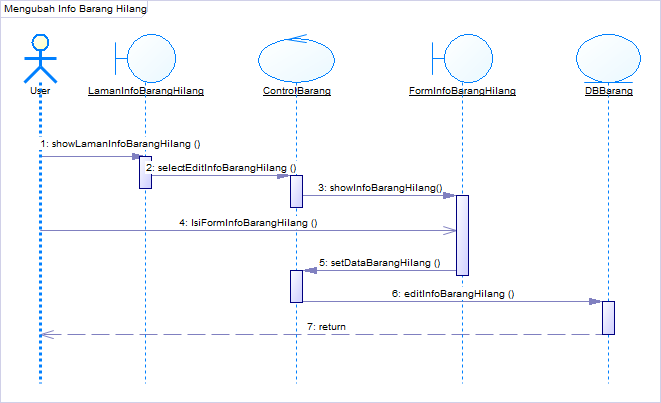 Mengubah Info Barang Hilang
User
LamanInfoBarangHilang
ControlBarang
FormInfoBarangHilang
DBBarang
1: showLamanInfoBarangHilang ()
2: selectEditInfoBarangHilang ()
3: showInfoBarangHilang()
4: IsiFormInfoBarangHilang ()
5: setDataBarangHilang ()
6: editInfoBarangHilang ()
7: return